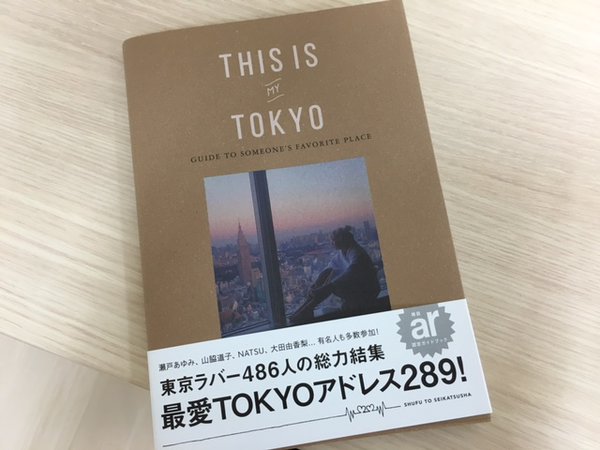 THIS IS
MY
TOKYO
GUIDE TO SOMEONE'S FAVORITE PLACE
瀬戸あゆみ、山脇道子、NATSU、大田由香梨... 有名人も多数参加!
東京ラバー486人の総力結集
最愛TOKYOアドレス289!
ar
SHUFU TO SEIKATSUSHA